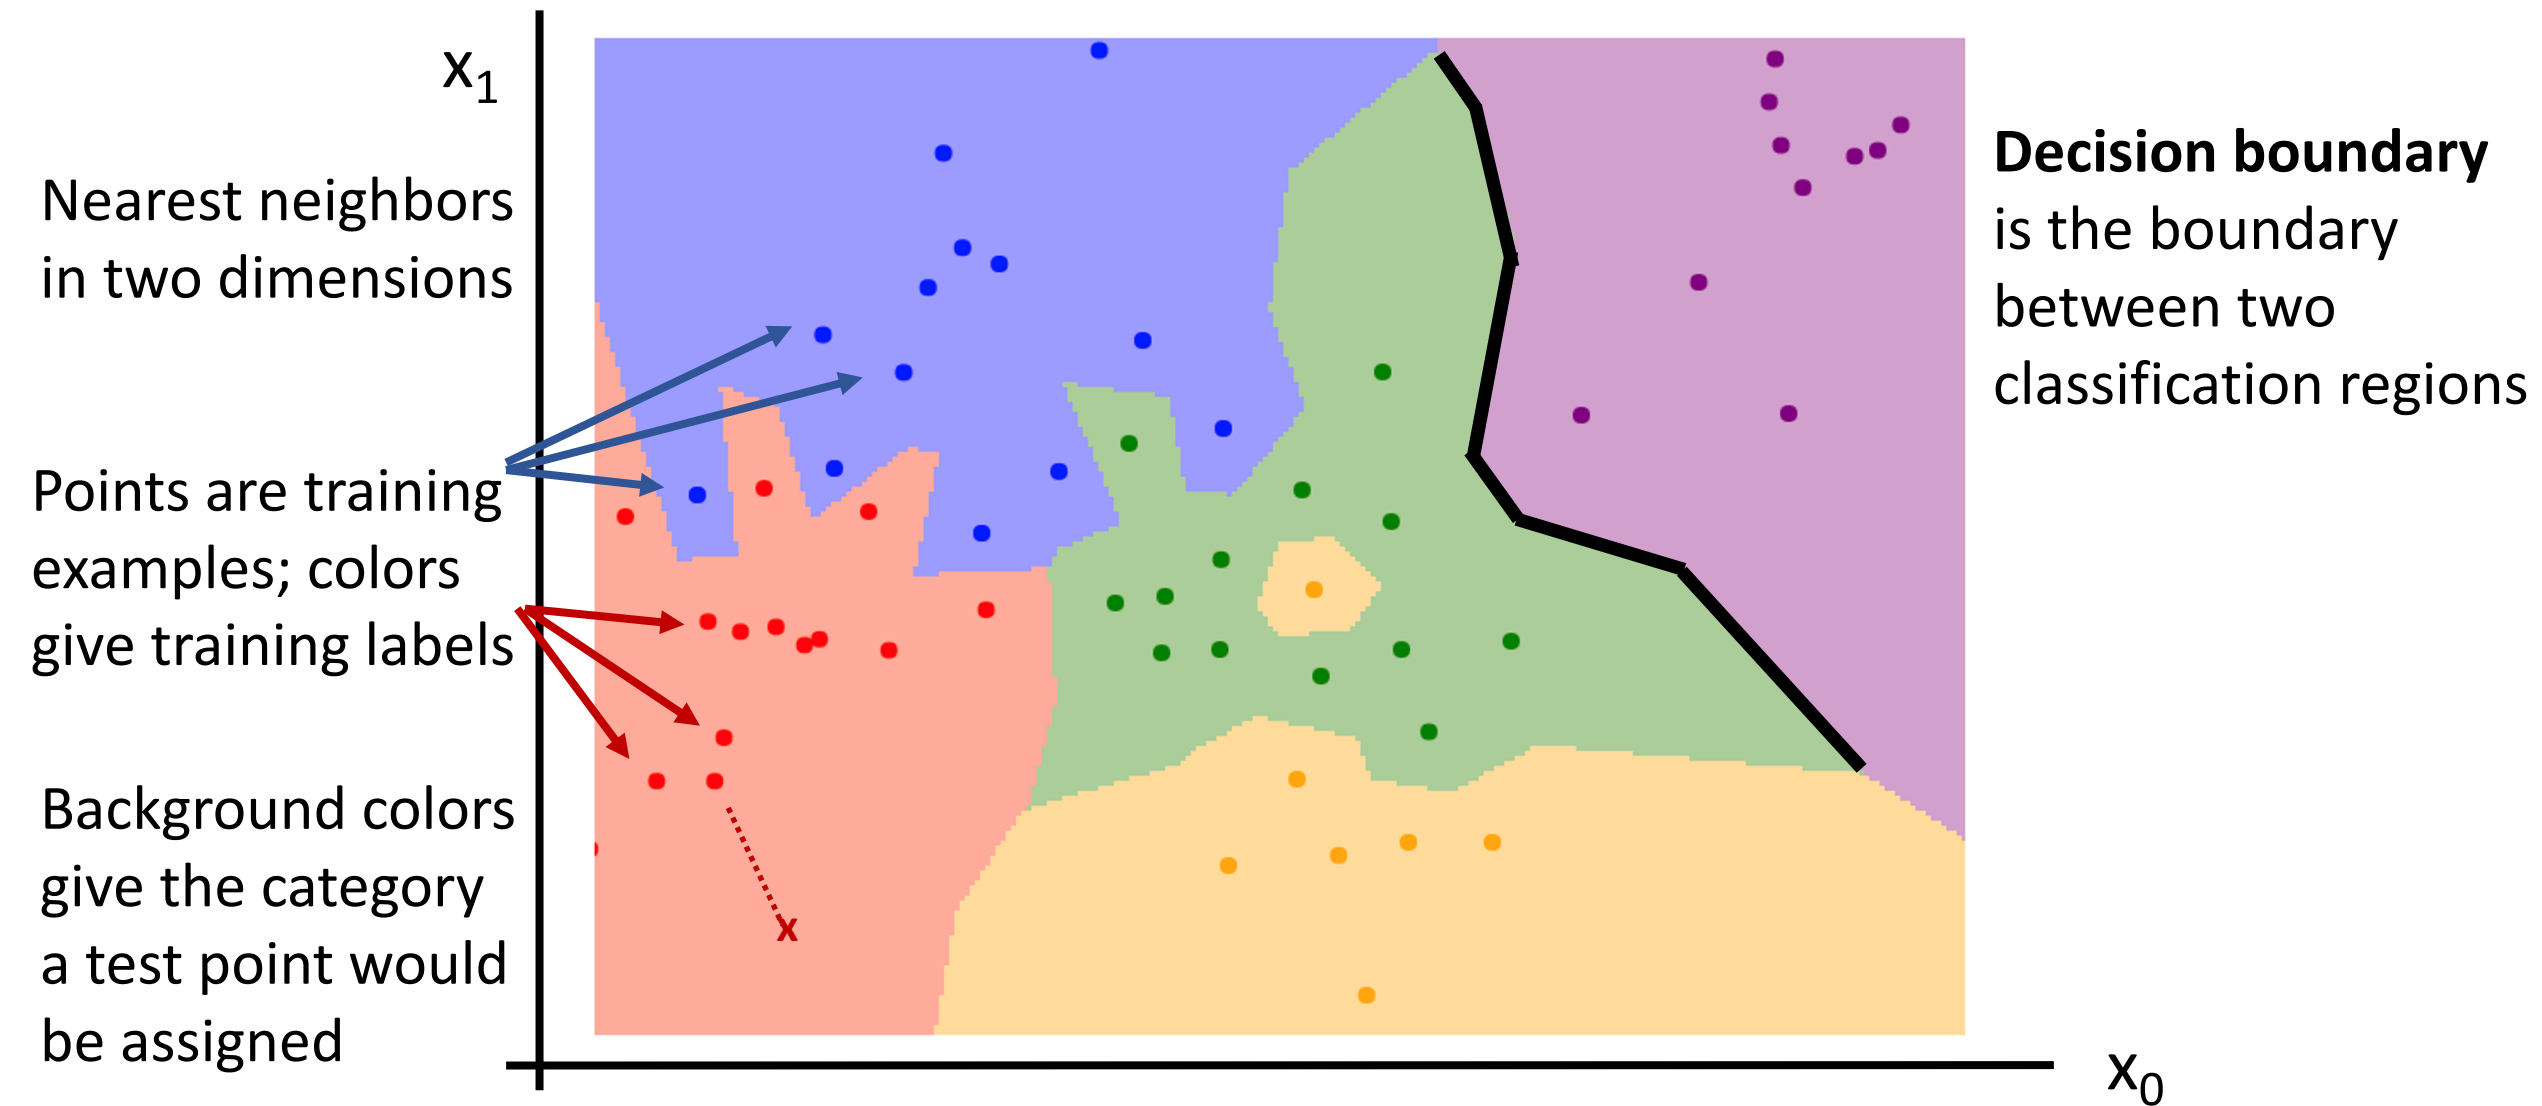 x₁
Nearest neighbors
in two dimensions
Points are training
examples; colors
give training labels
Background colors
give the category
a test point would
be assigned
x
Decision boundary
is the boundary
between two
classification regions
x₀